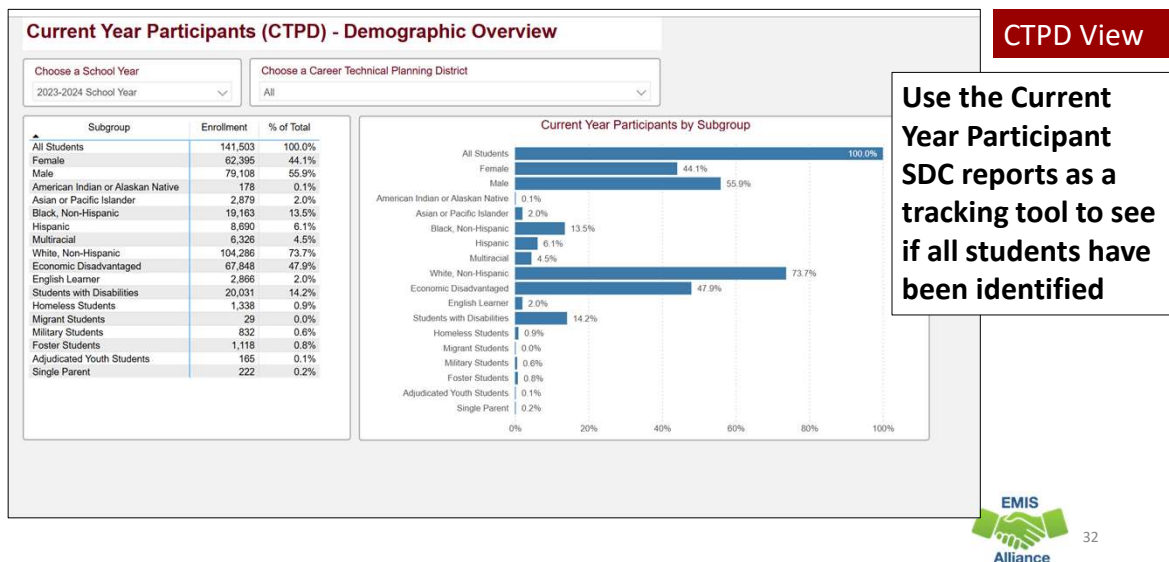 Current Year Participants (CTPD) - Demographic Overview
CTPD View
Choose a School Year
2023-2024 School Year
Choose a Career Technical Planning District
All
Use the Current
Year Participant
SDC reports as a
tracking tool to see
if all students have
been identified
Subgroup Enrollment % of Total
All Students 141,503 100.0%
Female 62,395 44.1%
Male 79,108 55.9%
American Indian or Alaskan Native 178 0.1%
Asian or Pacific Islander 2,879 2.0%
Black, Non-Hispanic 19,163 13.5%
Hispanic 8,690 6.1%
Multiracial 6,326 4.5%
White, Non-Hispanic 104,286 73.7%
Economic Disadvantaged 67,848 47.9%
English Learner 2,866 2.0%
Students with Disabilities 20,031 14.2%
Homeless Students 1,338 0.9%
Migrant Students 29 0.0%
Military Students 832 0.6%
Foster Students 1,118 0.8%
Adjudicated Youth Students 165 0.1%
Single Parent 222 0.2%
Current Year Participants by Subgroup
All Students 100.0%
Female 44.1%
Male 55.9%
American Indian or Alaskan Native 0.1%
Asian or Pacific Islander 2.0%
Black, Non-Hispanic 13.5%
Hispanic 6.1%
Multiracial 4.5%
White, Non-Hispanic 73.7%
Economic Disadvantaged 47.9%
English Learner 2.0%
Students with Disabilities 14.2%
Homeless Students 0.9%
Migrant Students 0.0%
Military Students 0.6%
Foster Students 0.8%
Adjudicated Youth Students 0.1%
Single Parent 0.2%
0% 20% 40% 60% 80% 100%
EMIS
Alliance
32